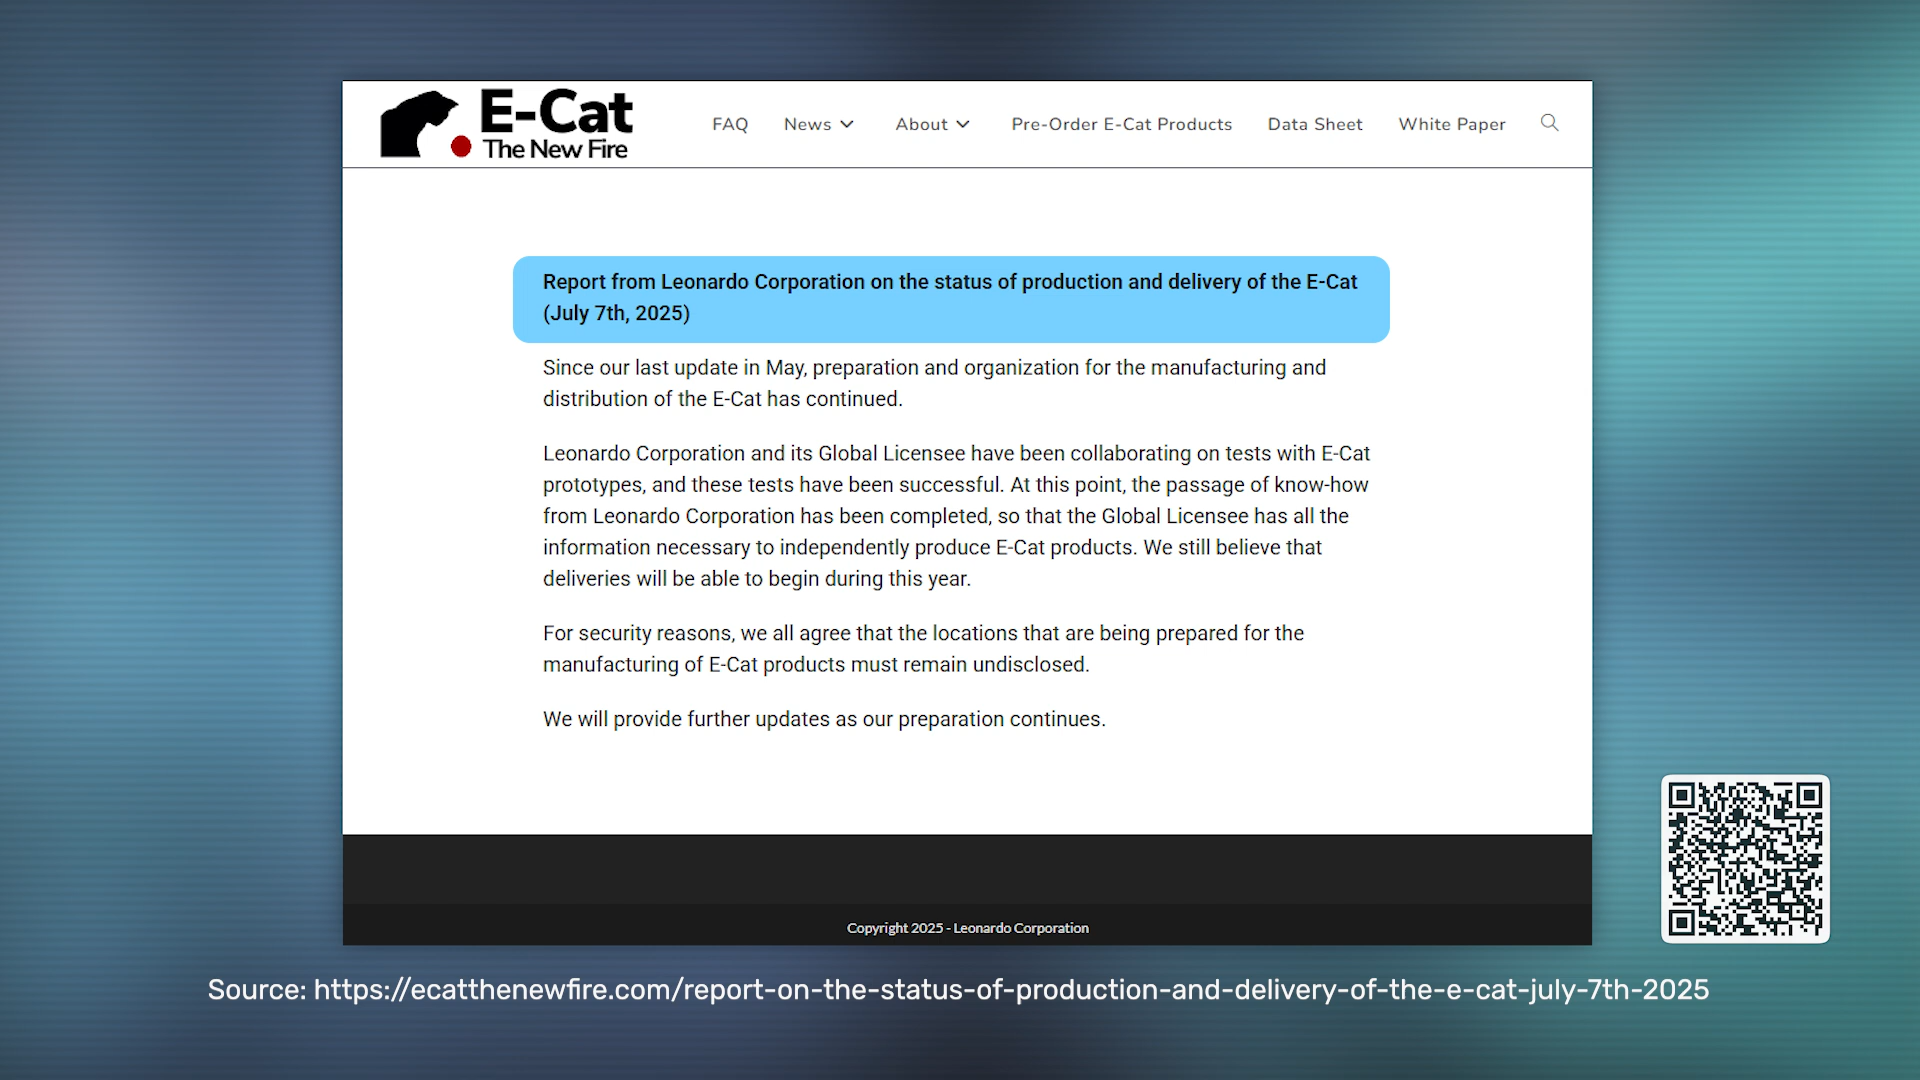 E-Cat
The New Fire
FAQ News About Pre-Order E-Cat Products Data Sheet White Paper
Report from Leonardo Corporation on the status of production and delivery of the E-Cat
(July 7th, 2025)
Since our last update in May, preparation and organization for the manufacturing and
distribution of the E-Cat has continued.
Leonardo Corporation and its Global Licensee have been collaborating on tests with E-Cat
prototypes, and these tests have been successful. At this point, the passage of know-how
from Leonardo Corporation has been completed, so that the Global Licensee has all the
information necessary to independently produce E-Cat products. We still believe that
deliveries will be able to begin during this year.
For security reasons, we all agree that the locations that are being prepared for the
manufacturing of E-Cat products must remain undisclosed.
We will provide further updates as our preparation continues.
Copyright 2025 - Leonardo Corporation
Source: https://ecatthenewfire.com/report-on-the-status-of-production-and-delivery-of-the-e-cat-july-7th-2025